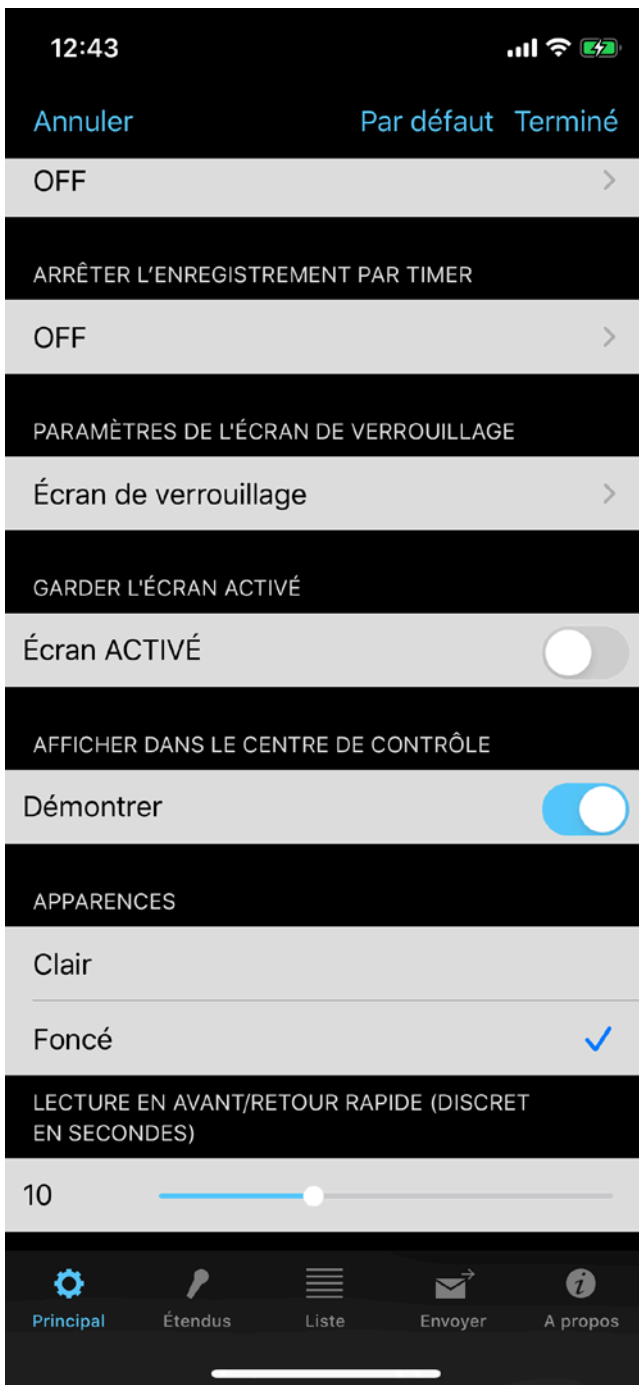 12:43
Annuler Par défaut Terminé
OFF
ARRÊTER L’ENREGISTREMENT PAR TIMER
OFF
PARAMÈTRES DE L'ÉCRAN DE VERROUILLAGE
Écran de verrouillage
GARDER L'ÉCRAN ACTIVÉ
Écran ACTIVÉ
AFFICHER DANS LE CENTRE DE CONTRÔLE
Démontrer
APPARENCES
Clair
Foncé
LECTURE EN AVANT/RETOUR RAPIDE (DISCRET
EN SECONDES)
10
Principal Étendus Liste Envoyer A propos